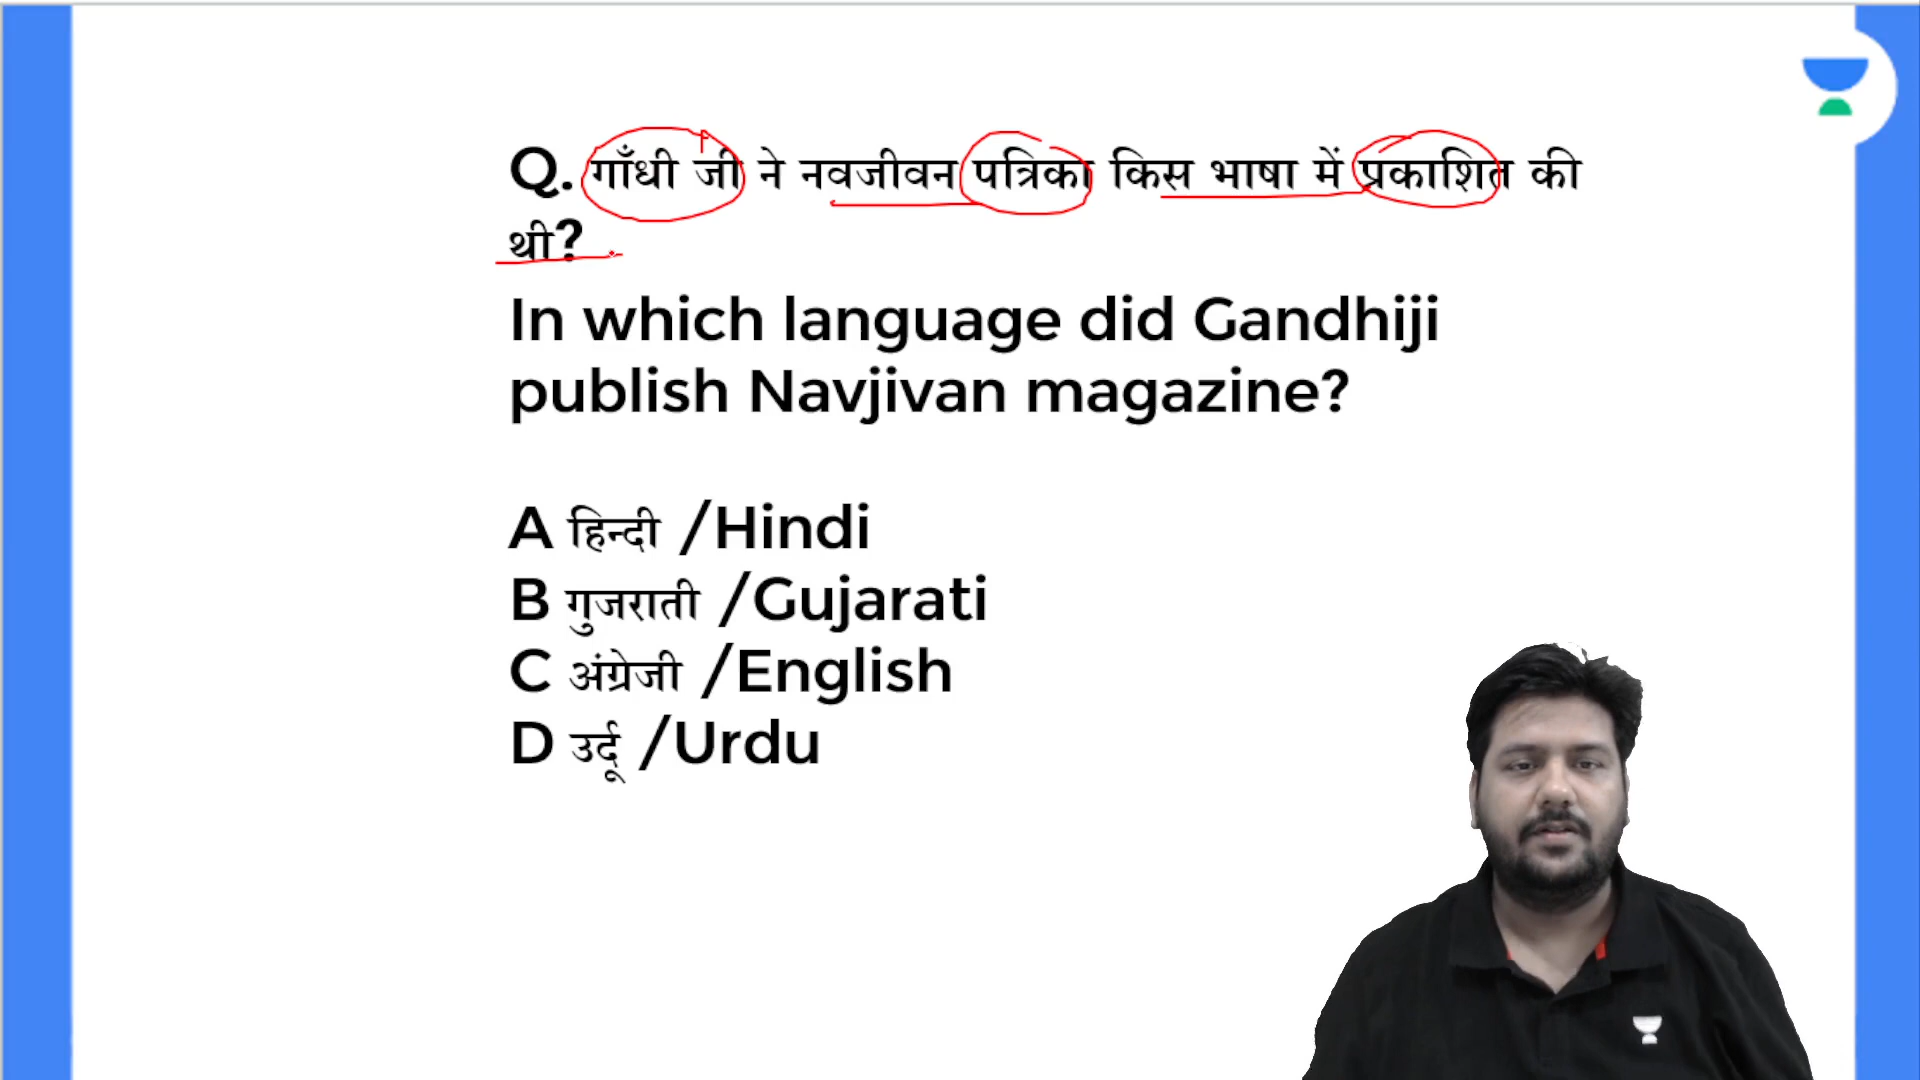 Q. गाँधी जी ने नवजीवन पत्रिका किस भाषा में प्रकाशित की
थी?
In which language did Gandhiji
publish Navjivan magazine?
A हिन्दी /Hindi
B गुजराती /Gujarati
C अंग्रेजी /English
D उर्दू /Urdu